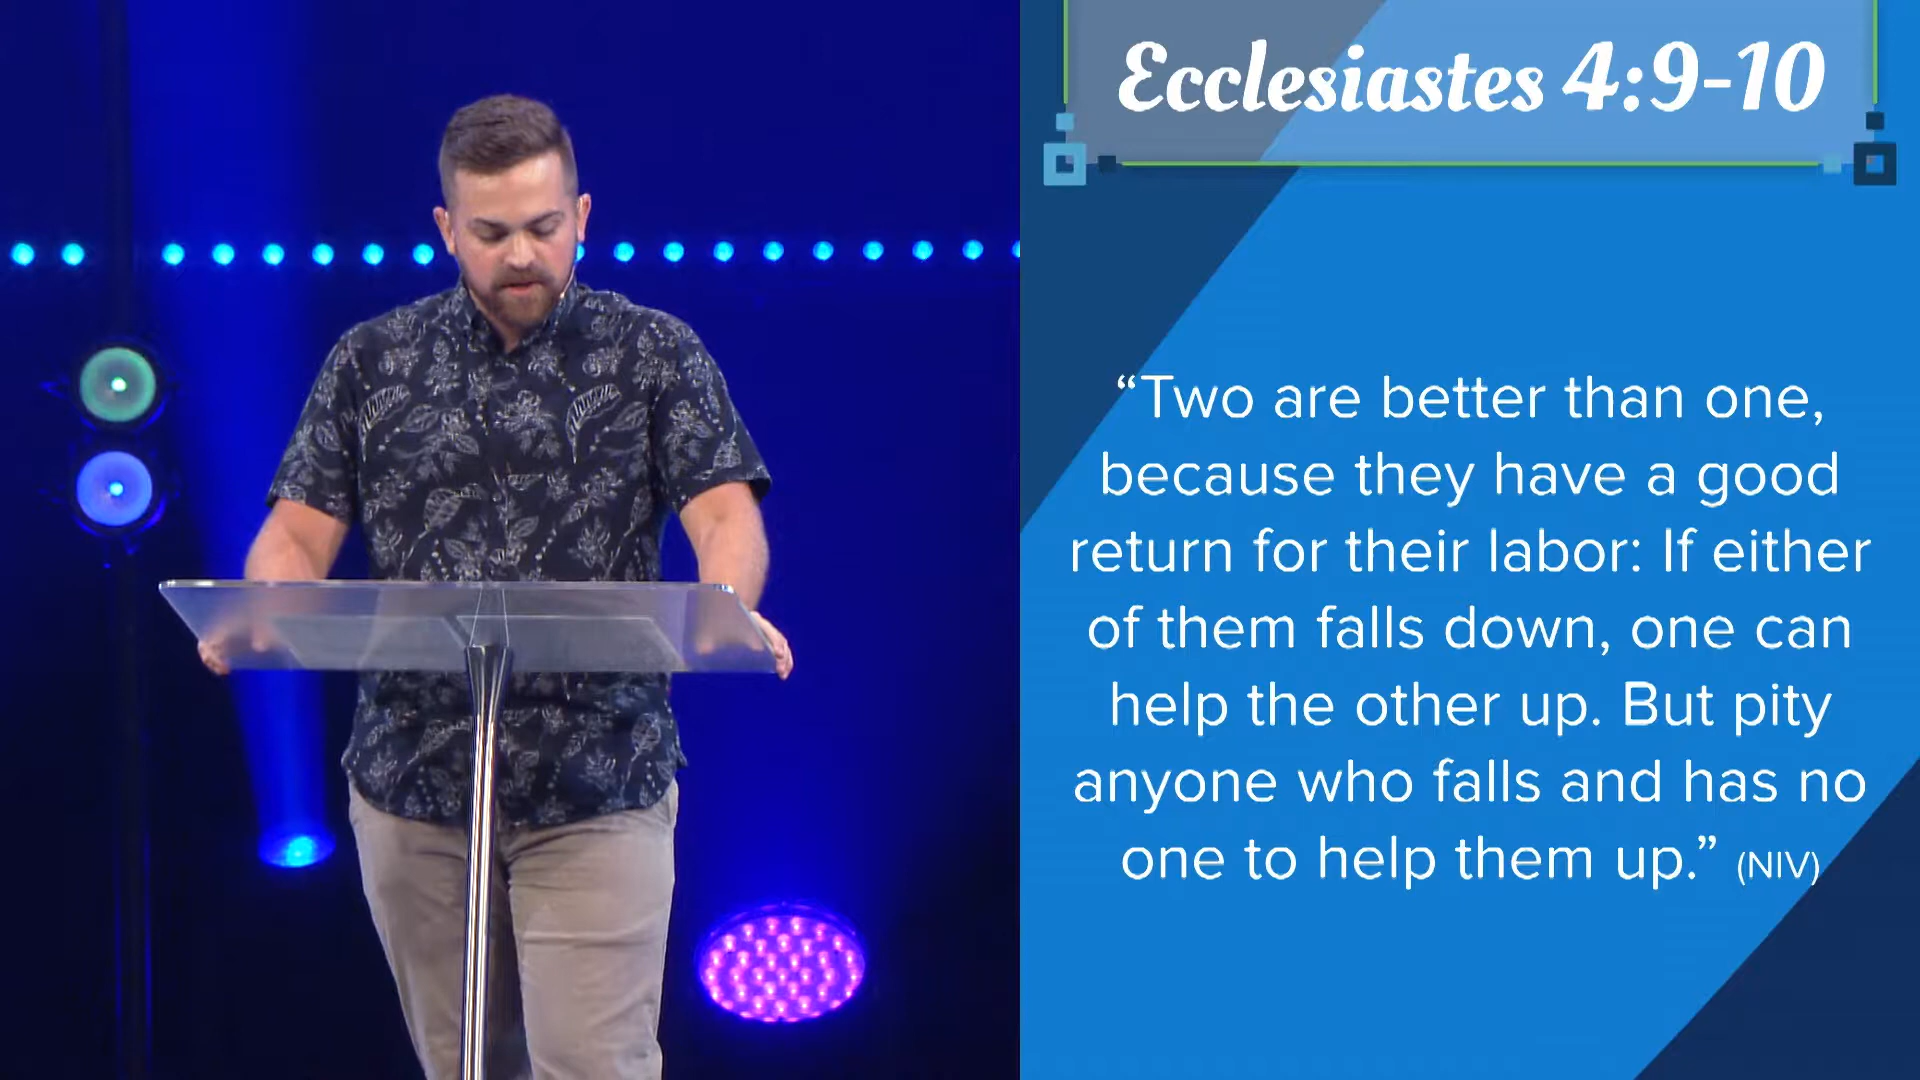 Ecclesiastes 4:9-10
“Two are better than one,
because they have a good
return for their labor: If either
of them falls down, one can
help the other up. But pity
anyone who falls and has no
one to help them up.” (NIV)